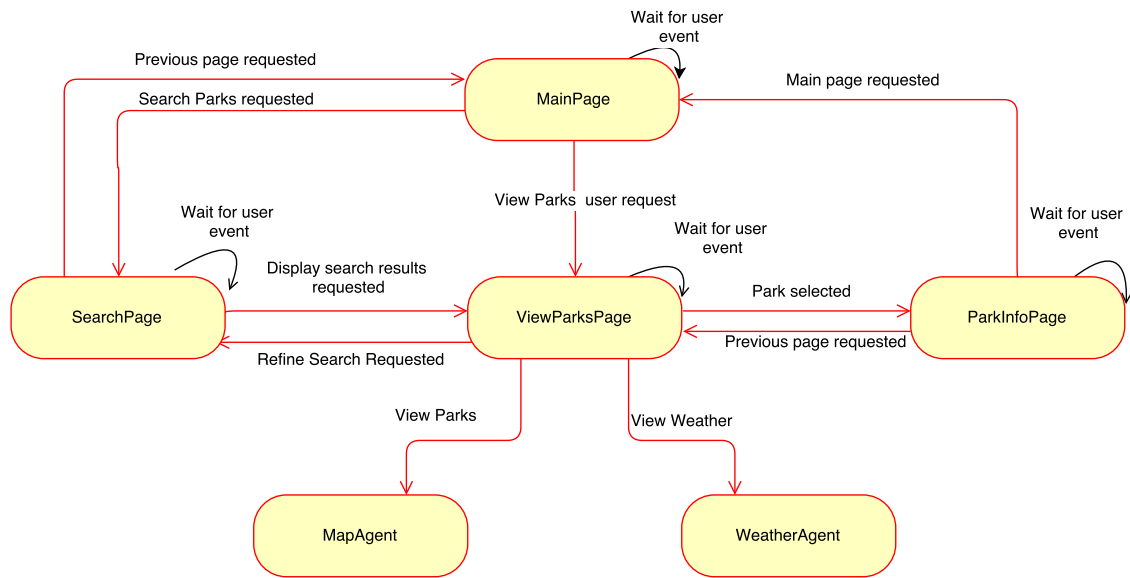 Wait for user
event
Previous page requested
Main page requested
Search Parks requested
MainPage
View Parks  user request
Wait for user
event
Wait for user
event
Wait for user
event
Display search results
requested
Park selected
SearchPage
ViewParksPage
ParkInfoPage
Previous page requested
Refine Search Requested
View Parks
View Weather
MapAgent
WeatherAgent